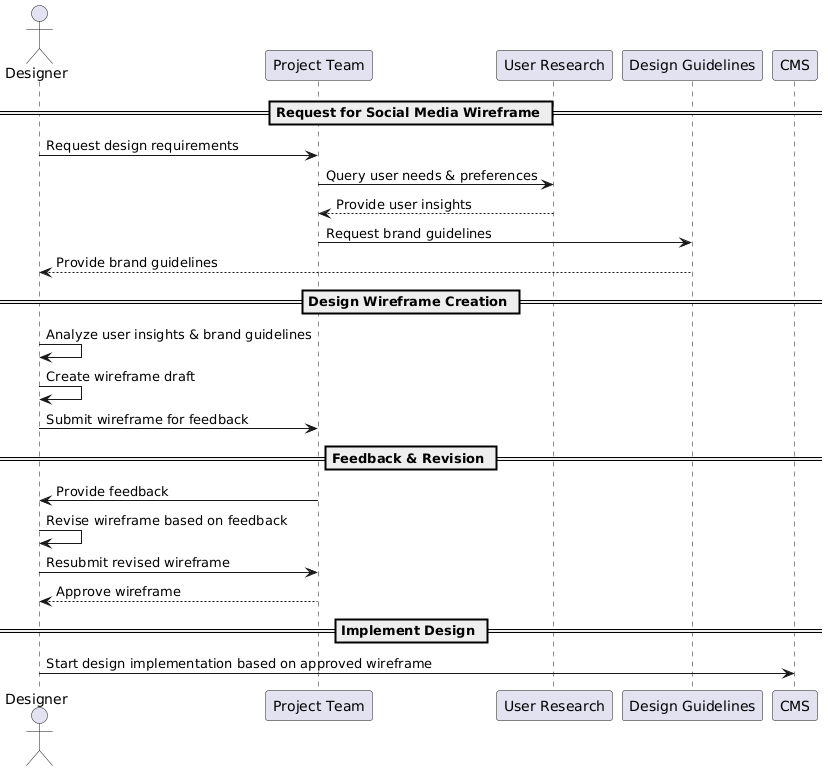 Designer
Project Team
User Research
Design Guidelines
CMS
Request for Social Media Wireframe
Request design requirements
Query user needs & preferences
Provide user insights
Request brand guidelines
Provide brand guidelines
Design Wireframe Creation
Analyze user insights & brand guidelines
Create wireframe draft
Submit wireframe for feedback
Feedback & Revision
Provide feedback
Revise wireframe based on feedback
Resubmit revised wireframe
Approve wireframe
Implement Design
Start design implementation based on approved wireframe
Designer
Project Team
User Research
Design Guidelines
CMS